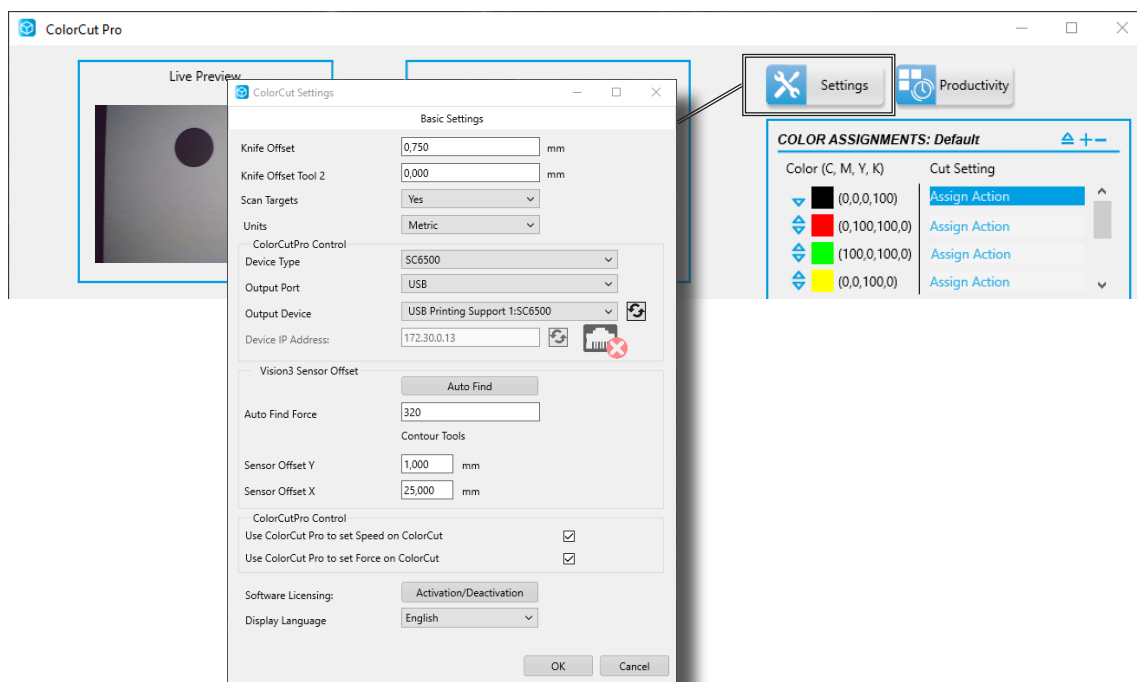 ColorCut Pro
Live Preview
Settings
Productivity
COLOR ASSIGNMENTS: Default
Color (C, M, Y, K) Cut Setting
(0,0,0,100) Assign Action
(0,100,100,0) Assign Action
(100,0,100,0) Assign Action
(0,0,100,0) Assign Action
ColorCut Settings
Basic Settings
Knife Offset 0,750 mm
Knife Offset Tool 2 0,000 mm
Scan Targets Yes
Units Metric
ColorCutPro Control
Device Type SC6500
Output Port USB
Output Device USB Printing Support 1:SC6500
Device IP Address: 172.30.0.13
Vision3 Sensor Offset
Auto Find
Auto Find Force 320
Contour Tools
Sensor Offset Y 1,000 mm
Sensor Offset X 25,000 mm
ColorCutPro Control
Use ColorCut Pro to set Speed on ColorCut
Use ColorCut Pro to set Force on ColorCut
Software Licensing: Activation/Deactivation
Display Language English
OK Cancel